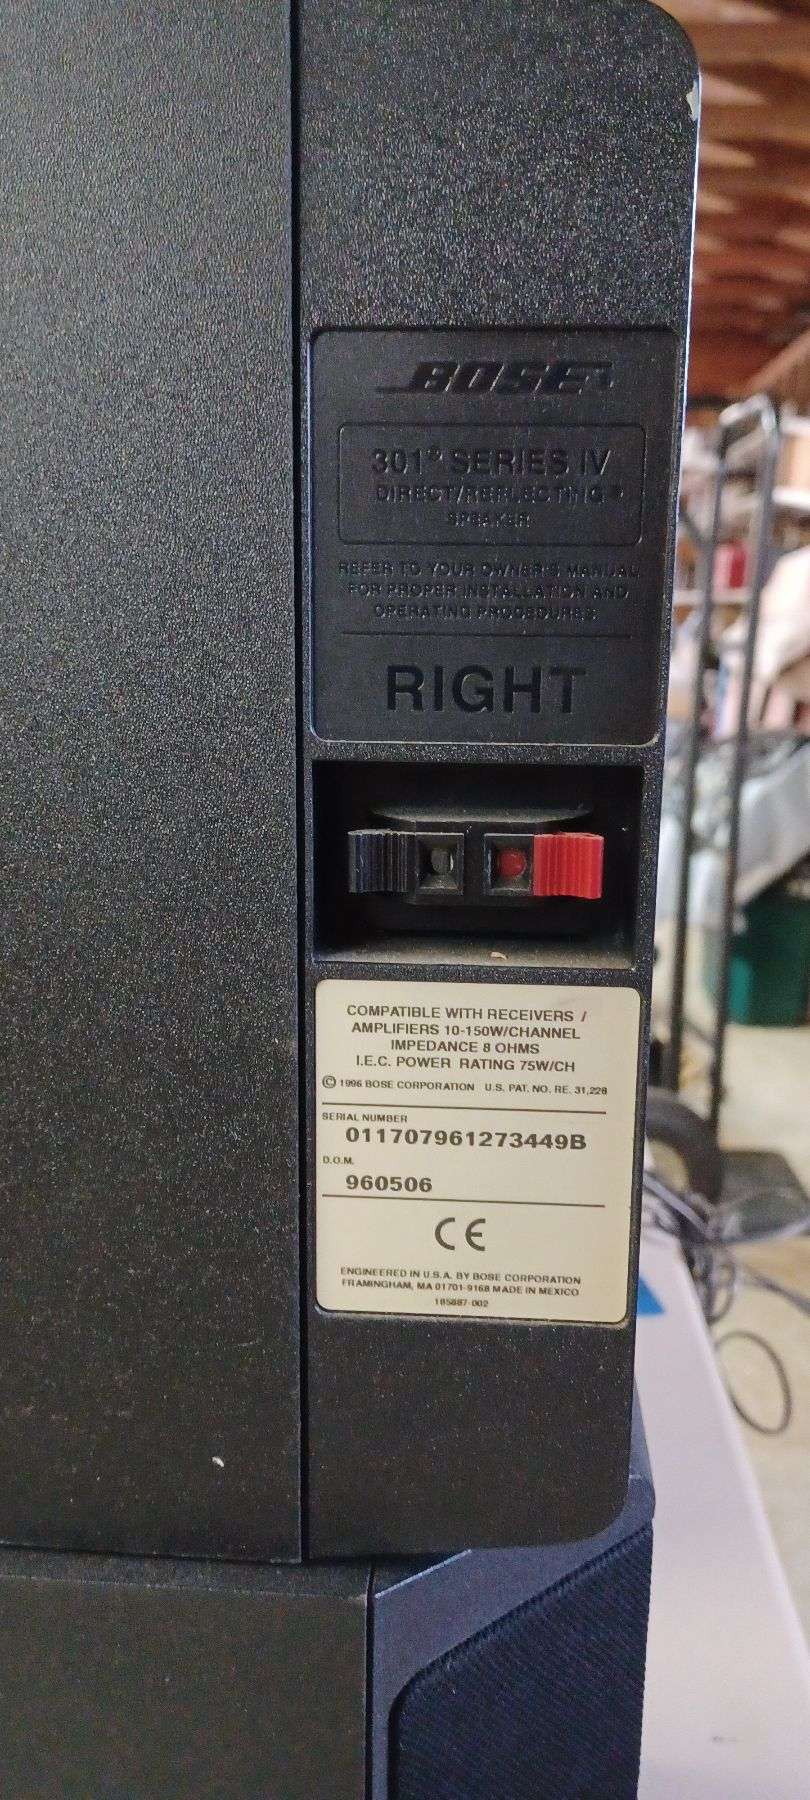 BOSE
301® SERIES IV
DIRECT/REFLECTING®
SPEAKER
REFER TO YOUR OWNER'S MANUAL
FOR PROPER INSTALLATION AND
OPERATING PROCEDURES
RIGHT
COMPATIBLE WITH RECEIVERS /
AMPLIFIERS 10-150W/CHANNEL
IMPEDANCE 8 OHMS
I.E.C. POWER RATING 75W/CH
© 1996 BOSE CORPORATION U.S. PAT. NO. RE. 31,228
SERIAL NUMBER
011707961273449B
D.O.M.
960506
CE
ENGINEERED IN U.S.A. BY BOSE CORPORATION
FRAMINGHAM, MA 01701-9168 MADE IN MEXICO
185887-002